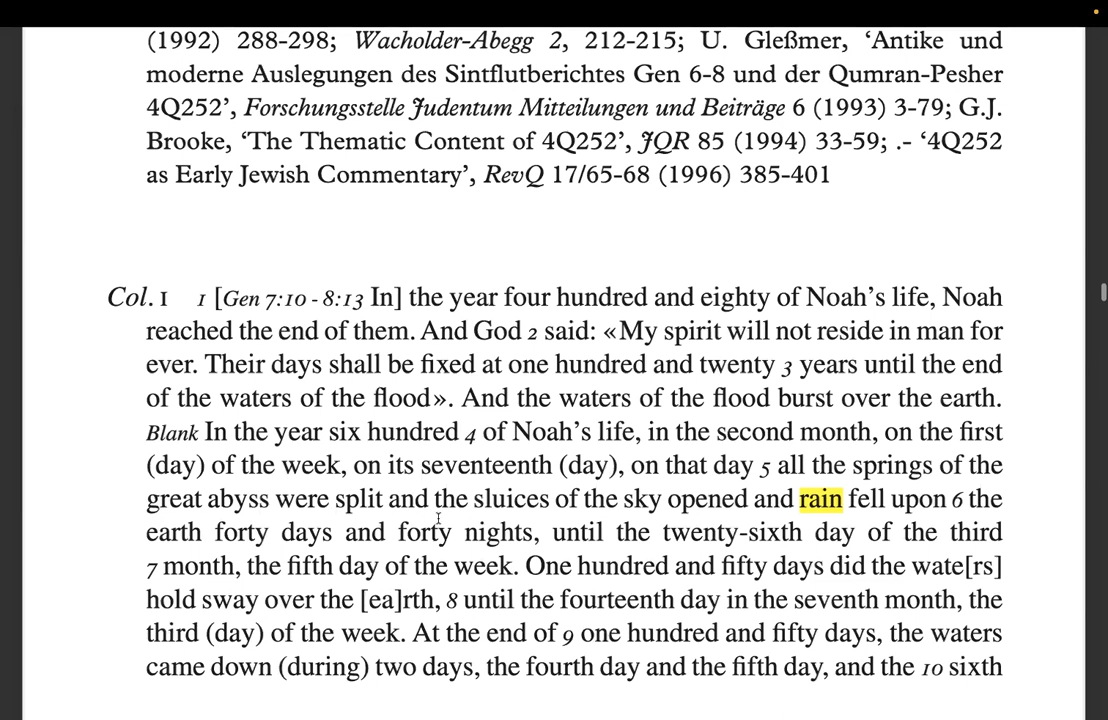 (1992) 288-298; Wacholder-Abegg 2, 212-215; U. Gleßmer, ‘Antike und
moderne Auslegungen des Sintflutberichtes Gen 6-8 und der Qumran-Pesher
4Q252’, Forschungsstelle Judentum Mitteilungen und Beiträge 6 (1993) 3-79; G.J.
Brooke, ‘The Thematic Content of 4Q252’, JQR 85 (1994) 33-59; .- ‘4Q252
as Early Jewish Commentary’, RevQ 17/65-68 (1996) 385-401
Col. I 1 [Gen 7:10 - 8:13 In] the year four hundred and eighty of Noah’s life, Noah
reached the end of them. And God 2 said: «My spirit will not reside in man for
ever. Their days shall be fixed at one hundred and twenty 3 years until the end
of the waters of the flood». And the waters of the flood burst over the earth.
Blank In the year six hundred 4 of Noah’s life, in the second month, on the first
(day) of the week, on its seventeenth (day), on that day 5 all the springs of the
great abyss were split and the sluices of the sky opened and rain fell upon 6 the
earth forty days and forty nights, until the twenty-sixth day of the third
7 month, the fifth day of the week. One hundred and fifty days did the wate[rs]
hold sway over the [ea]rth, 8 until the fourteenth day in the seventh month, the
third (day) of the week. At the end of 9 one hundred and fifty days, the waters
came down (during) two days, the fourth day and the fifth day, and the 10 sixth